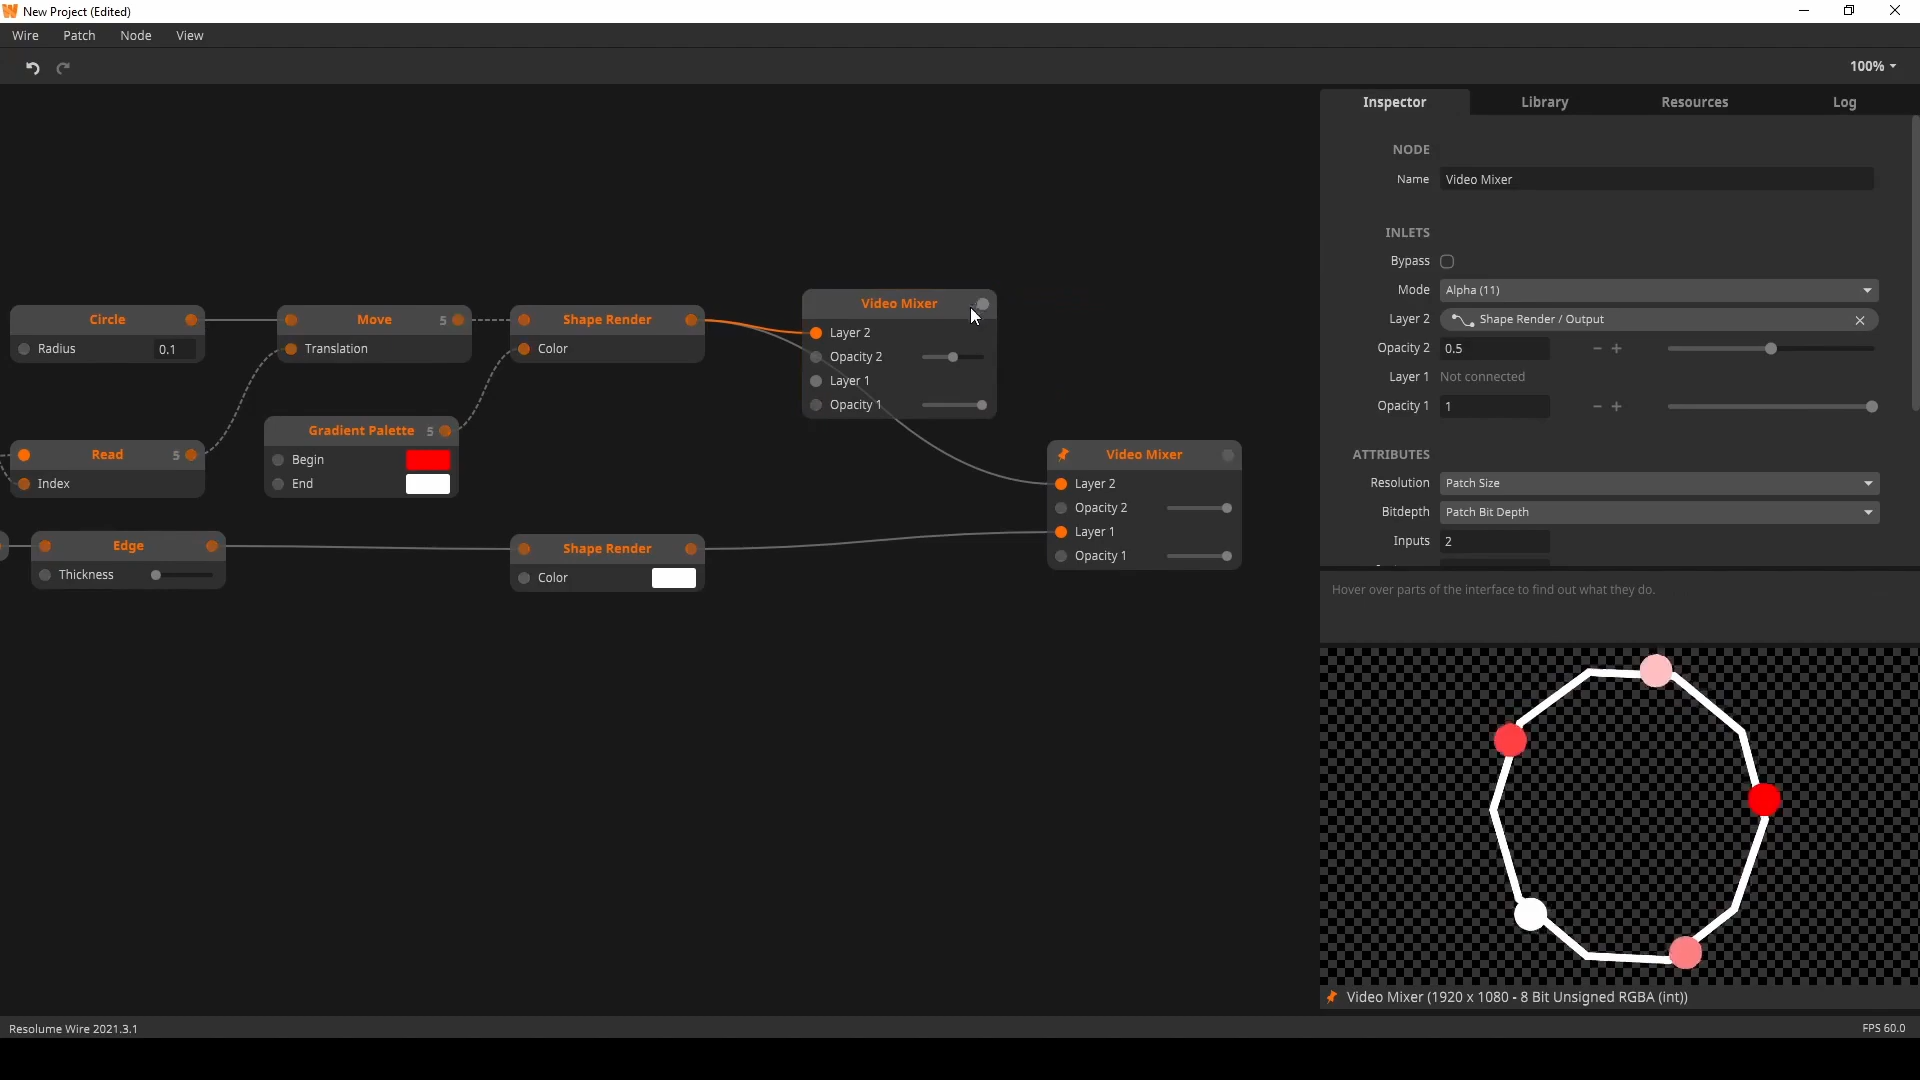 New Project (Edited)
Wire Patch Node View
100%
Inspector Library Resources Log
NODE
Name Video Mixer
INLETS
Bypass
Mode Alpha (11)
Layer 2 Shape Render / Output
Opacity 2 0.5 − +
Layer 1 Not connected
Opacity 1 1 − +
ATTRIBUTES
Resolution Patch Size
Bitdepth Patch Bit Depth
Inputs 2
Hover over parts of the interface to find out what they do.
Video Mixer (1920 x 1080 - 8 Bit Unsigned RGBA (int))
Circle
Radius 0.1
Move 5
Translation
Shape Render
Color
Video Mixer
Layer 2
Opacity 2
Layer 1
Opacity 1
Gradient Palette 5
Begin
End
Read 5
Index
Video Mixer
Layer 2
Opacity 2
Layer 1
Opacity 1
Edge
Thickness
Shape Render
Color
Resolume Wire 2021.3.1
FPS 60.0